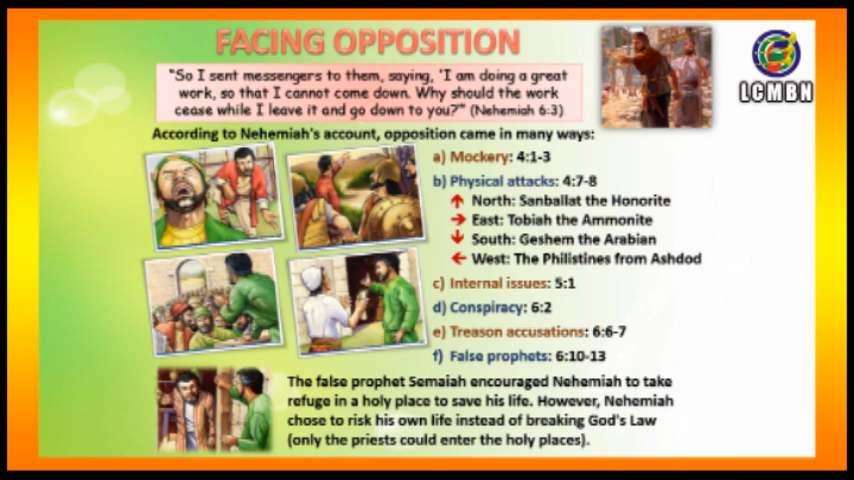 FACING OPPOSITION
LCMBN
"So I sent messengers to them, saying, 'I am doing a great
work, so that I cannot come down. Why should the work
cease while I leave it and go down to you?'" (Nehemiah 6:3)
According to Nehemiah's account, opposition came in many ways:
a) Mockery: 4:1-3
b) Physical attacks: 4:7-8
North: Sanballat the Honorite
East: Tobiah the Ammonite
South: Geshem the Arabian
West: The Philistines from Ashdod
c) Internal issues: 5:1
d) Conspiracy: 6:2
e) Treason accusations: 6:6-7
f) False prophets: 6:10-13
The false prophet Semaiah encouraged Nehemiah to take
refuge in a holy place to save his life. However, Nehemiah
chose to risk his own life instead of breaking God's Law
(only the priests could enter the holy places).